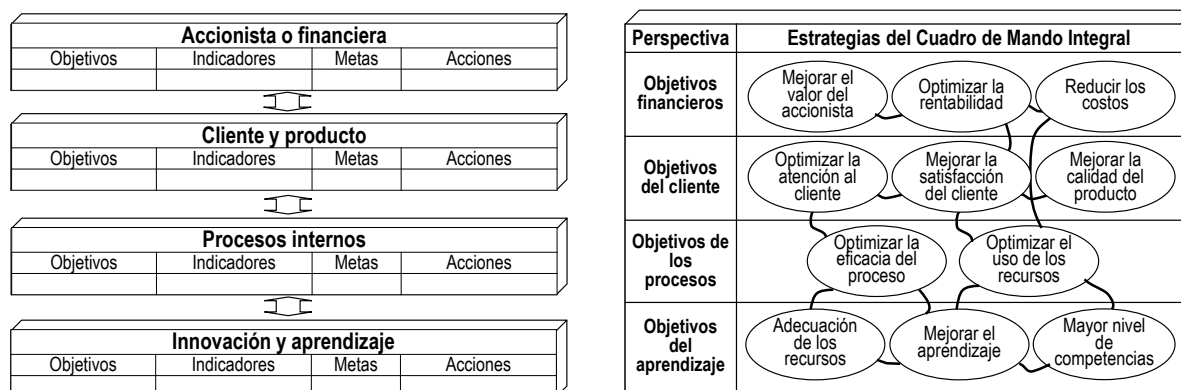 Accionista o financiera
Objetivos Indicadores Metas Acciones
Cliente y producto
Objetivos Indicadores Metas Acciones
Procesos internos
Objetivos Indicadores Metas Acciones
Innovación y aprendizaje
Objetivos Indicadores Metas Acciones
Perspectiva Estrategias del Cuadro de Mando Integral
Objetivos
financieros
Mejorar el
valor del
accionista
Optimizar la
rentabilidad
Reducir los
costos
Objetivos
del cliente
Optimizar la
atención al
cliente
Mejorar la
satisfacción
del cliente
Mejorar la
calidad del
producto
Objetivos de
los
procesos
Optimizar la
eficacia del
proceso
Optimizar el
uso de los
recursos
Objetivos
del
aprendizaje
Adecuación
de los
recursos
Mejorar el
aprendizaje
Mayor nivel
de
competencias